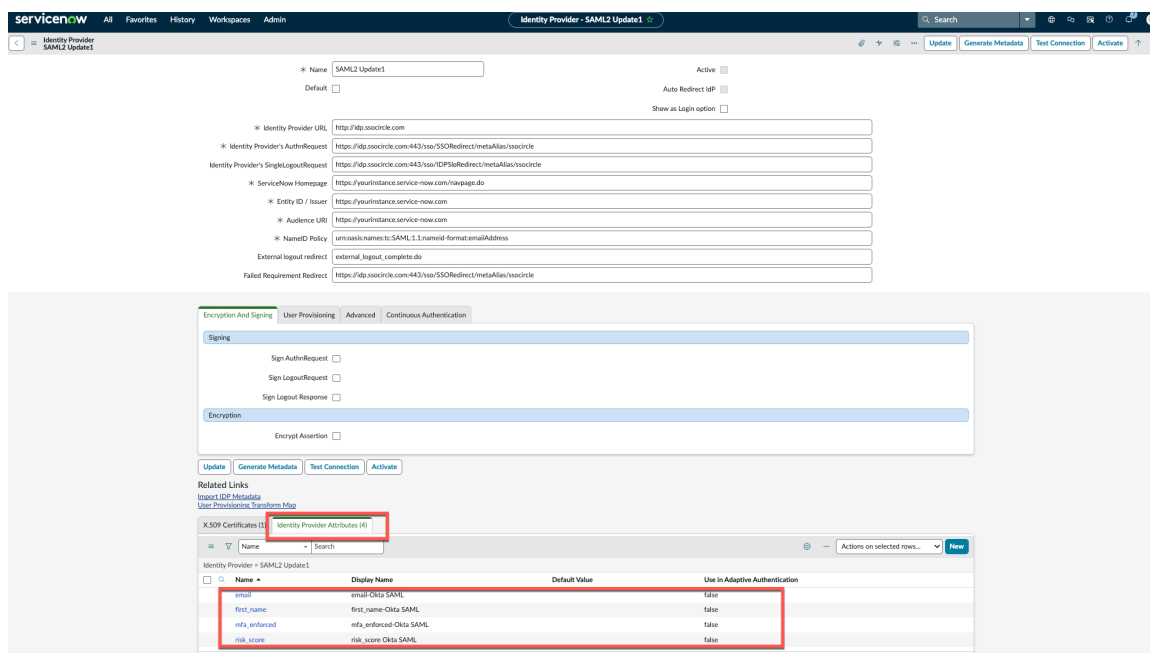 servicenow All Favorites History Workspaces Admin Identity Provider - SAML2 Update1 Search
Identity Provider
SAML2 Update1
Update Generate Metadata Test Connection Activate
Name SAML2 Update1 Active
Default Auto Redirect IdP
Show as Login option
Identity Provider URL http://idp.ssocircle.com
Identity Provider's AuthnRequest https://idp.ssocircle.com:443/sso/SSORedirect/metaAlias/ssocircle
Identity Provider's SingleLogoutRequest https://idp.ssocircle.com:443/sso/IDPSloRedirect/metaAlias/ssocircle
ServiceNow Homepage https://yourinstance.service-now.com/navpage.do
Entity ID / Issuer https://yourinstance.service-now.com
Audience URI https://yourinstance.service-now.com
NameID Policy urn:oasis:names:tc:SAML:1.1:nameid-format:emailAddress
External logout redirect external_logout_complete.do
Failed Requirement Redirect https://idp.ssocircle.com:443/sso/SSORedirect/metaAlias/ssocircle
Encryption And Signing User Provisioning Advanced Continuous Authentication
Signing
Sign AuthnRequest
Sign LogoutRequest
Sign Logout Response
Encryption
Encrypt Assertion
Update Generate Metadata Test Connection Activate
Related Links
Import IDP Metadata
User Provisioning Transform Map
X.509 Certificates (1) Identity Provider Attributes (4)
Name Search Actions on selected rows... New
Identity Provider = SAML2 Update1
Name Display Name Default Value Use in Adaptive Authentication
email email-Okta SAML false
first_name first_name-Okta SAML false
mfa_enforced mfa_enforced-Okta SAML false
risk_score risk_score Okta SAML false